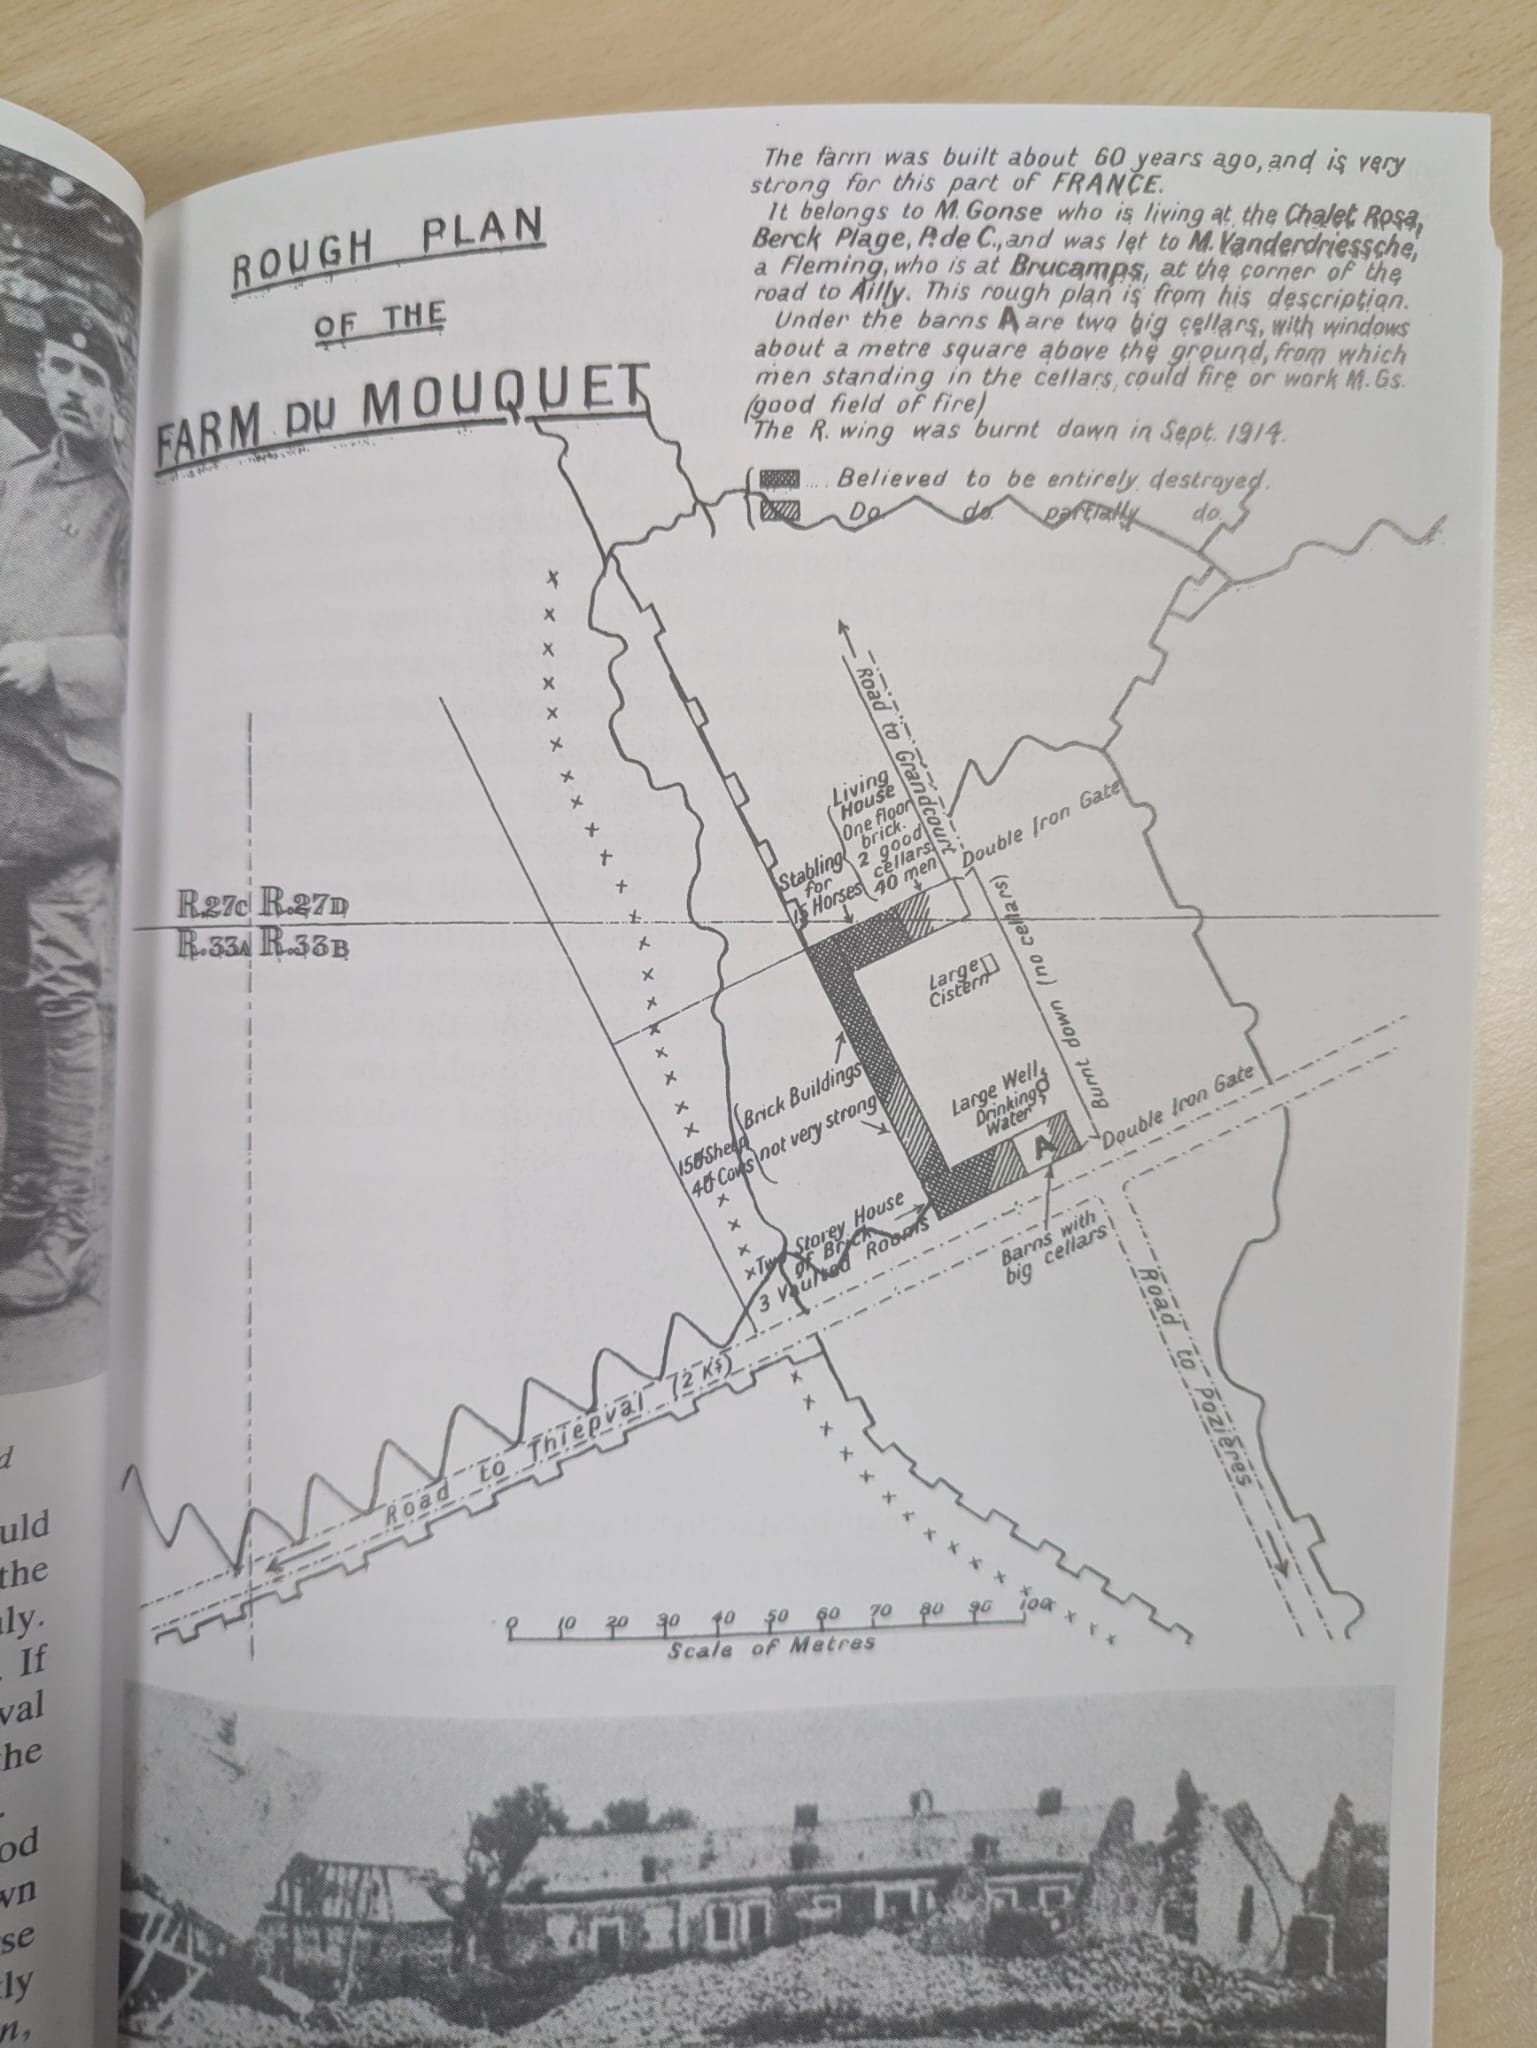 ROUGH PLAN
OF THE
FARM DU MOUQUET
The farm was built about 60 years ago, and is very
strong for this part of FRANCE.
It belongs to M. Gonse who is living at the Chalet Rosa,
Berck Plage, P. de C., and was let to M. Vanderdriessche,
a Fleming, who is at Brucamps, at the corner of the
road to Ailly. This rough plan is from his description.
Under the barns A are two big cellars, with windows
about a metre square above the ground, from which
men standing in the cellars, could fire or work M.Gs.
(good field of fire)
The R. wing was burnt down in Sept. 1914.
.... Believed to be entirely destroyed.
Do. do. partially do.
Road to Grandcourt
Living
House
One floor
brick.
2 good
cellars.
40 men
Double Iron Gate
Stabling
for
15 Horses
R.27C R.27D
R.33A R.33B
Burnt down (no cellars)
Large
Cistern
Brick Buildings
not very strong
Large Well
Drinking
Water
150 Sheep
40 Cows
A
Double Iron Gate
Two Storey House
of Brick
3 Vaulted Rooms
Barns with
big cellars
Road to Pozières
Road to Thiepval (2 Ks)
0 10 20 30 40 50 60 70 80 90 100
Scale of Metres
d
uld
the
uly.
. If
val
the
.
od
wn
se
tly
n,